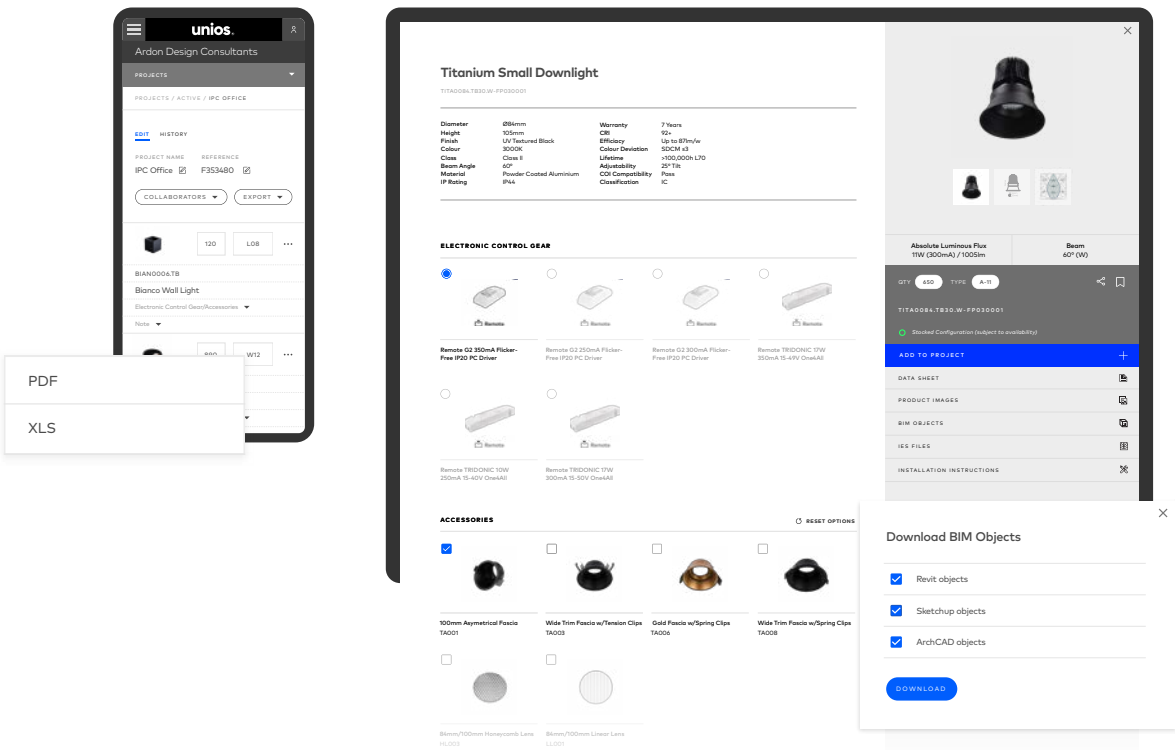 unios.
Ardon Design Consultants
PROJECTS
PROJECTS / ACTIVE / IPC OFFICE
EDIT HISTORY
PROJECT NAME REFERENCE
IPC Office F353480
COLLABORATORS EXPORT
120 L08 ...
BIAN0006.TB
Bianco Wall Light
Electronic Control Gear/Accessories
Note
W12 ...
PDF
XLS
Titanium Small Downlight
TITA0084.TB30.W-FP030001
Diameter Ø84mm Warranty 7 Years
Height 105mm CRI 92+
Finish UV Textured Black Efficiacy Up to 87lm/w
Colour 3000K Colour Deviation SDCM ≤3
Class Class II Lifetime >100,000h L70
Beam Angle 60° Adjustability 25° Tilt
Material Powder Coated Aluminium COI Compatibility Pass
IP Rating IP44 Classification IC
ELECTRONIC CONTROL GEAR
Remote Remote Remote Remote
Remote G2 350mA Flicker- Remote G2 250mA Flicker- Remote G2 300mA Flicker- Remote TRIDONIC 17W
Free IP20 PC Driver Free IP20 PC Driver Free IP20 PC Driver 350mA 15-49V One4All
Remote Remote
Remote TRIDONIC 10W Remote TRIDONIC 17W
250mA 15-40V One4All 300mA 15-50V One4All
ACCESSORIES RESET OPTIONS
100mm Asymetrical Fascia Wide Trim Fascia w/Tension Clips Gold Fascia w/Spring Clips Wide Trim Fascia w/Spring Clips
TA001 TA003 TA006 TA008
84mm/100mm Honeycomb Lens 84mm/100mm Linear Lens
HL003 LL001
Absolute Luminous Flux Beam
11W (300mA) / 1005lm 60° (W)
QTY 650 TYPE A-11
TITA0084.TB30.W-FP030001
Stocked Configuration (subject to availability)
ADD TO PROJECT
DATA SHEET
PRODUCT IMAGES
BIM OBJECTS
IES FILES
INSTALLATION INSTRUCTIONS
Download BIM Objects
Revit objects
Sketchup objects
ArchCAD objects
DOWNLOAD